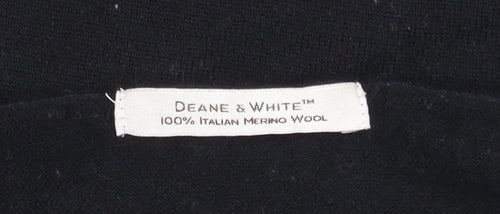 DEANE & WHITE™
100% ITALIAN MERINO WOOL